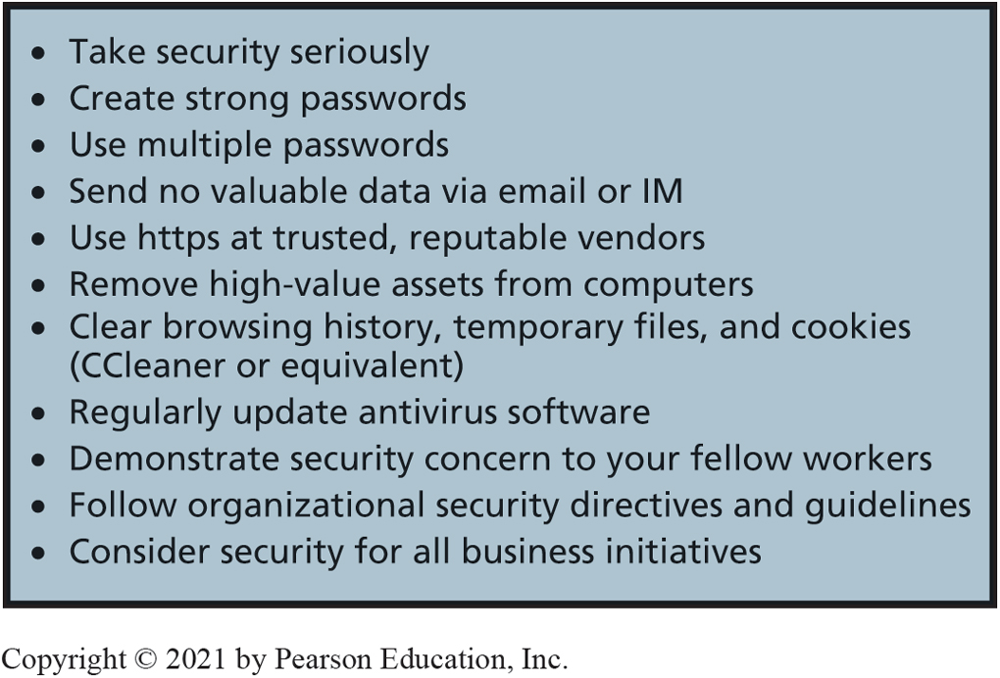 • Take security seriously
• Create strong passwords
• Use multiple passwords
• Send no valuable data via email or IM
• Use https at trusted, reputable vendors
• Remove high-value assets from computers
• Clear browsing history, temporary files, and cookies
(CCleaner or equivalent)
• Regularly update antivirus software
• Demonstrate security concern to your fellow workers
• Follow organizational security directives and guidelines
• Consider security for all business initiatives
Copyright © 2021 by Pearson Education, Inc.